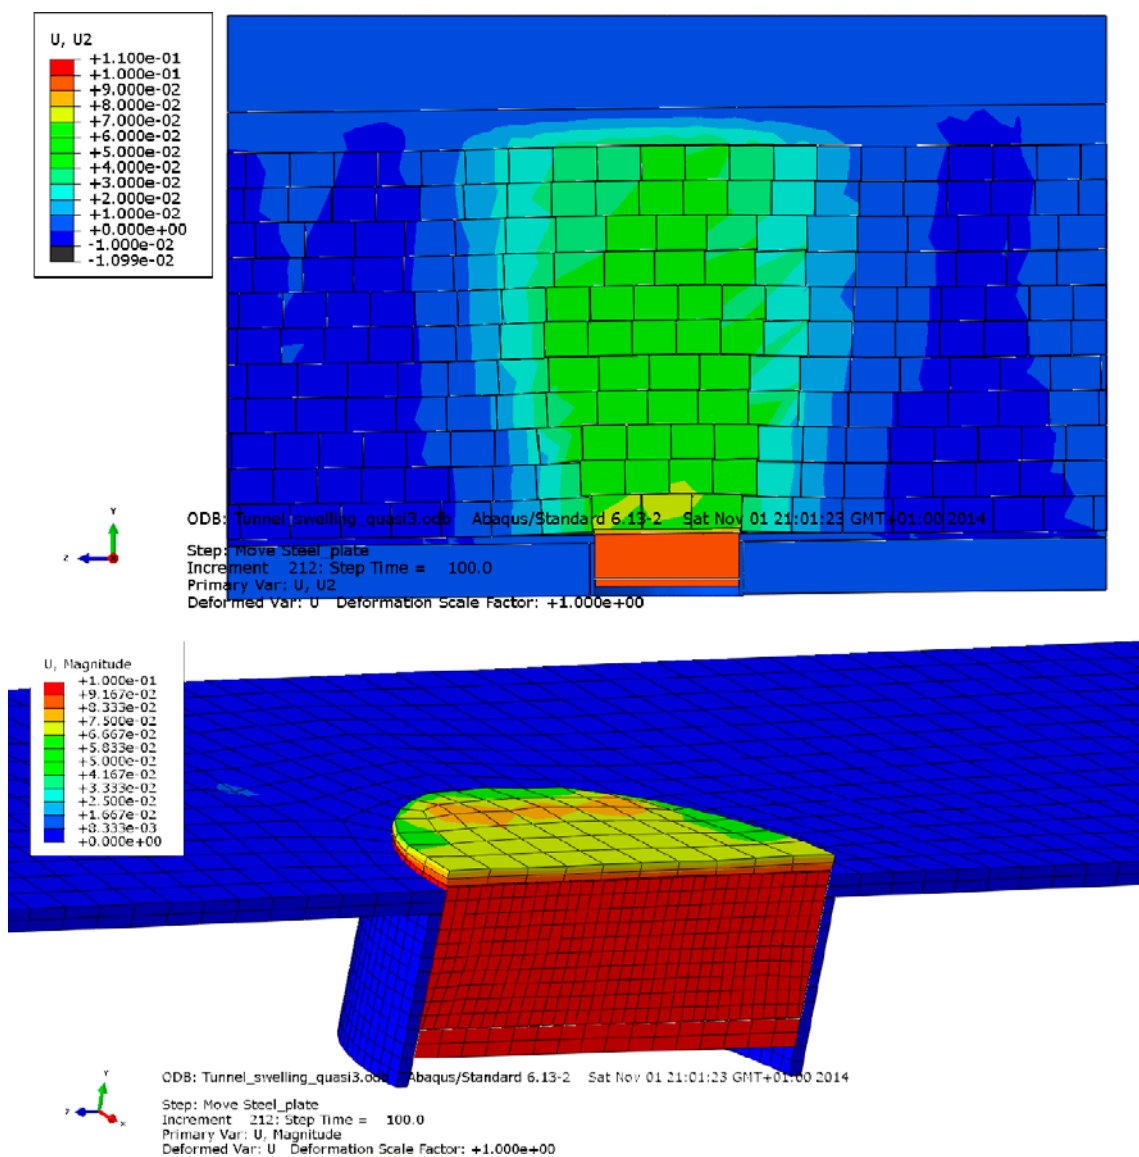 U, U2
+1.100e-01
+1.000e-01
+9.000e-02
+8.000e-02
+7.000e-02
+6.000e-02
+5.000e-02
+4.000e-02
+3.000e-02
+2.000e-02
+1.000e-02
+0.000e+00
-1.000e-02
-1.099e-02
Y
Z
X
ODB: Tunnel_swelling_quasi3.odb Abaqus/Standard 6.13-2 Sat Nov 01 21:01:23 GMT+01:00 2014
Step: Move Steel_plate
Increment 212: Step Time = 100.0
Primary Var: U, U2
Deformed Var: U Deformation Scale Factor: +1.000e+00
U, Magnitude
+1.000e-01
+9.167e-02
+8.333e-02
+7.500e-02
+6.667e-02
+5.833e-02
+5.000e-02
+4.167e-02
+3.333e-02
+2.500e-02
+1.667e-02
+8.333e-03
+0.000e+00
Y
Z
X
ODB: Tunnel_swelling_quasi3.odb Abaqus/Standard 6.13-2 Sat Nov 01 21:01:23 GMT+01:00 2014
Step: Move Steel_plate
Increment 212: Step Time = 100.0
Primary Var: U, Magnitude
Deformed Var: U Deformation Scale Factor: +1.000e+00